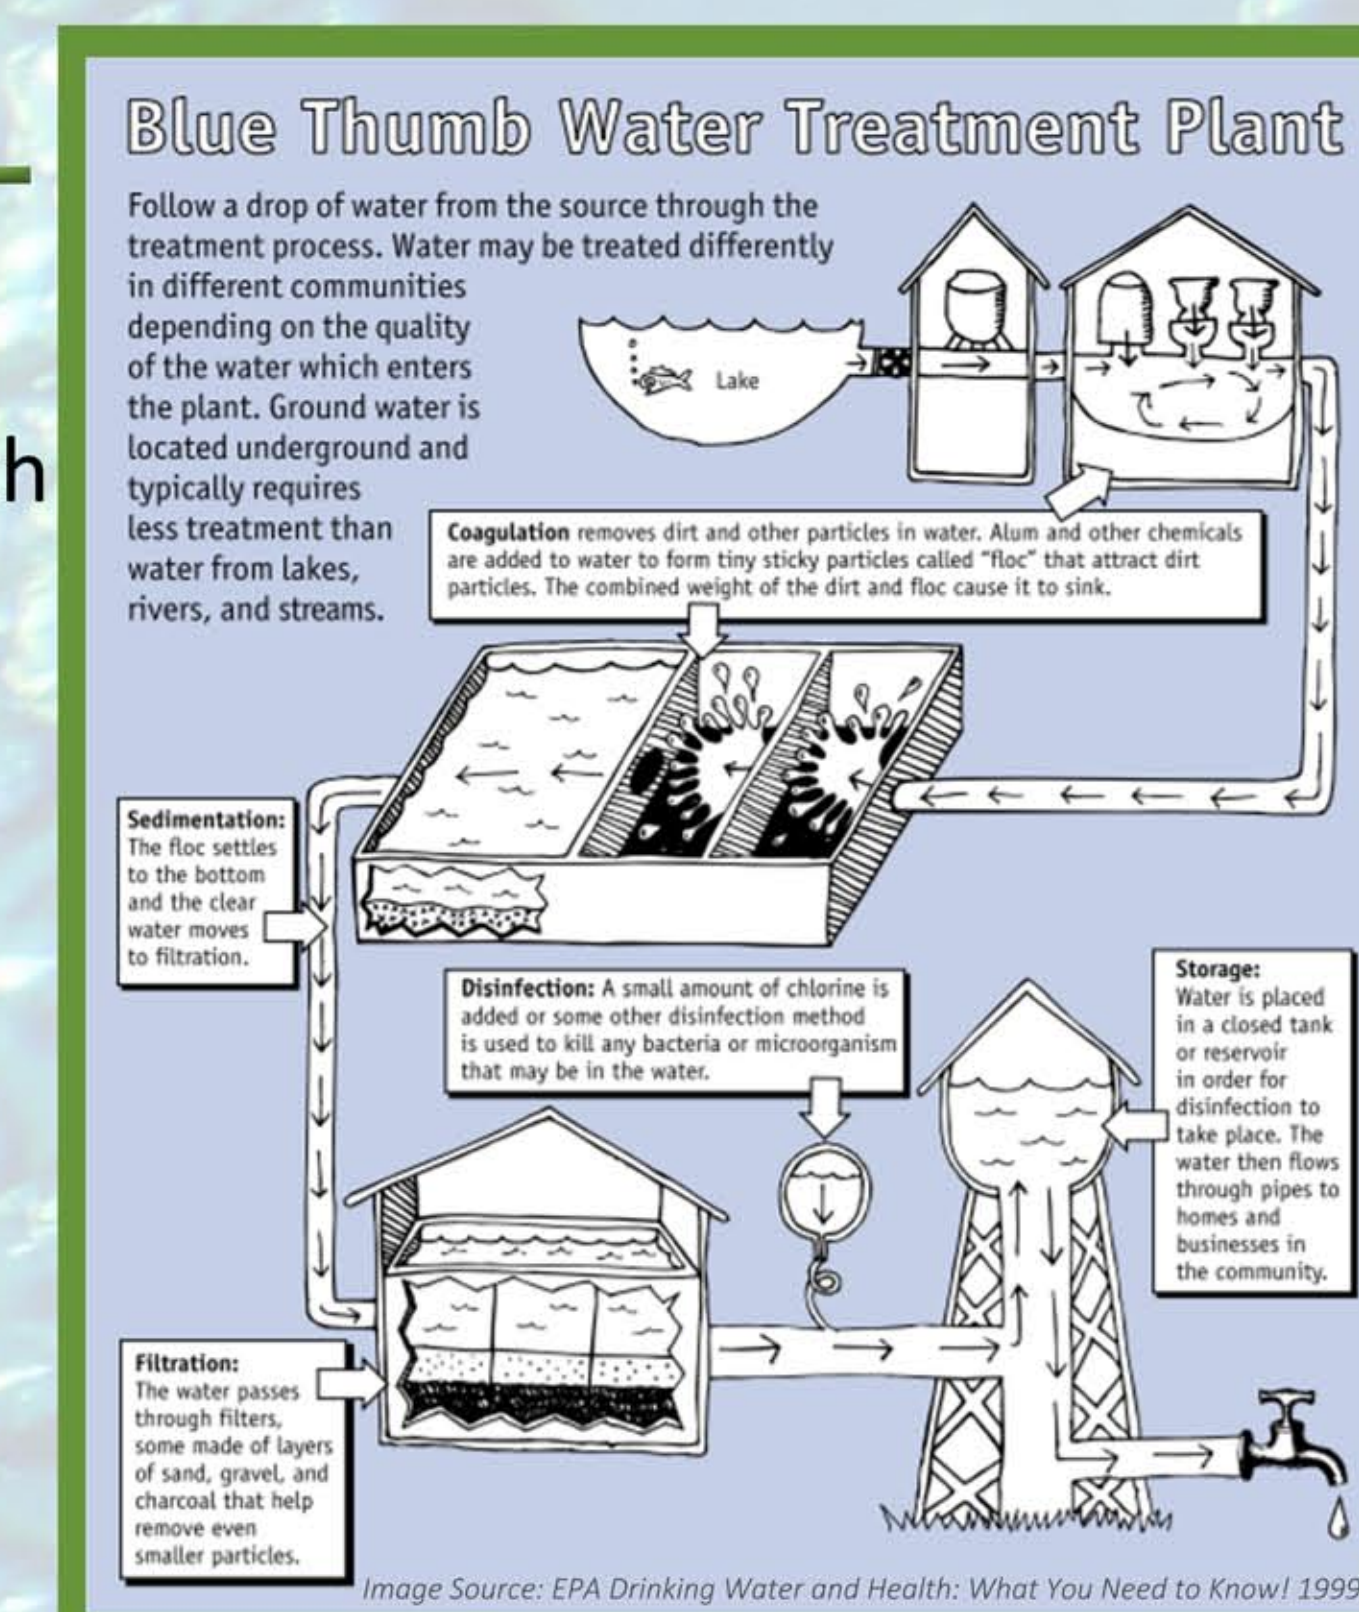 Blue Thumb Water Treatment Plant
Follow a drop of water from the source through the
treatment process. Water may be treated differently
in different communities
depending on the quality
of the water which enters
the plant. Ground water is
located underground and
typically requires
less treatment than
water from lakes,
rivers, and streams.
Lake
h
Coagulation removes dirt and other particles in water. Alum and other chemicals
are added to water to form tiny sticky particles called “floc” that attract dirt
particles. The combined weight of the dirt and floc cause it to sink.
Sedimentation:
The floc settles
to the bottom
and the clear
water moves
to filtration.
Disinfection: A small amount of chlorine is
added or some other disinfection method
is used to kill any bacteria or microorganism
that may be in the water.
Storage:
Water is placed
in a closed tank
or reservoir
in order for
disinfection to
take place. The
water then flows
through pipes to
homes and
businesses in
the community.
Filtration:
The water passes
through filters,
some made of layers
of sand, gravel, and
charcoal that help
remove even
smaller particles.
Image Source: EPA Drinking Water and Health: What You Need to Know! 1999